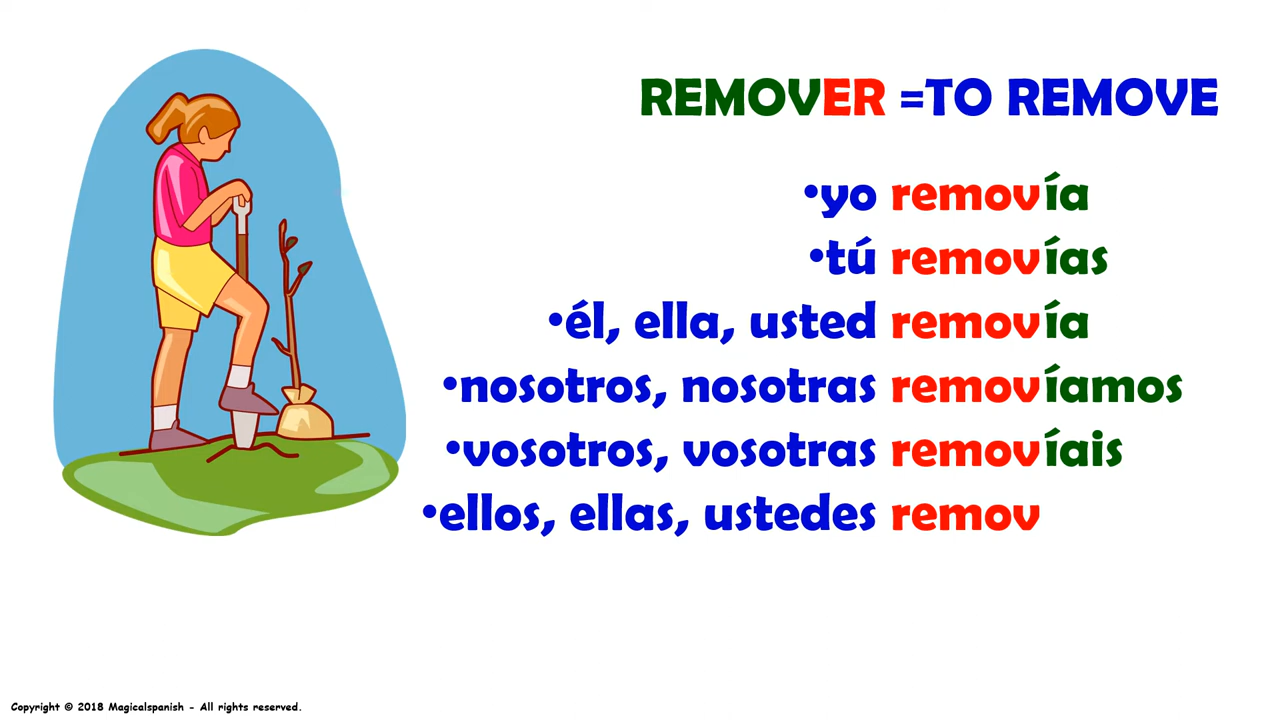 REMOVER =TO REMOVE
•yo removía
•tú removías
•él, ella, usted removía
•nosotros, nosotras removíamos
•vosotros, vosotras removíais
•ellos, ellas, ustedes remov
Copyright © 2018 Magicalspanish - All rights reserved.